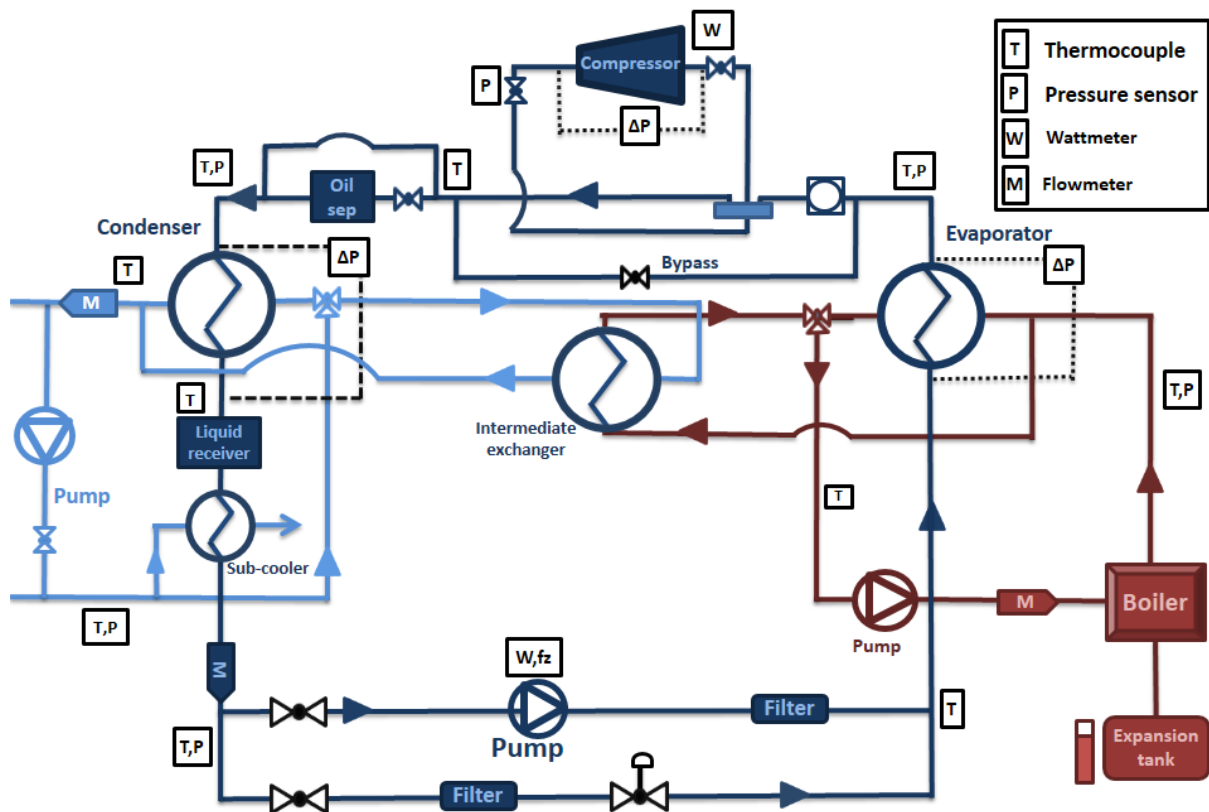 W
T Thermocouple
P Pressure sensor
W Wattmeter
M Flowmeter
Compressor
P
ΔP
T,P
T
T,P
Oil
sep
Condenser
Evaporator
ΔP
Bypass
ΔP
T
M
T,P
T
Intermediate
exchanger
Liquid
receiver
Pump
T
Sub-cooler
Boiler
M
T,P
Pump
W,fz
M
Filter
T
T,P
Pump
Expansion
tank
Filter